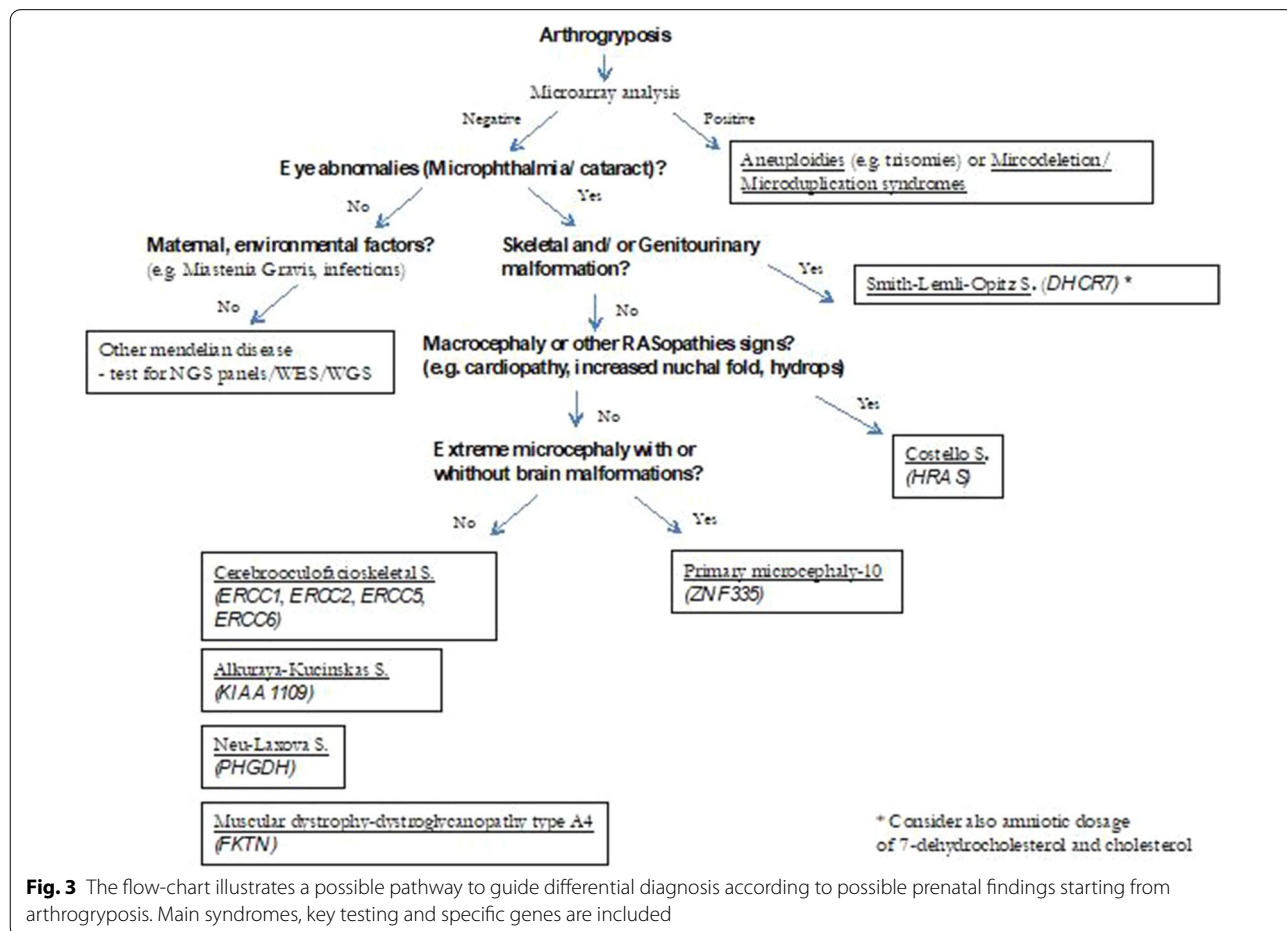 Arthrogryposis
Microarray analysis
Negative
Positive
Eye abnormalities (Microphthalmia/ cataract)?
Aneuploidies (e.g. trisomies) or Mircodeletion/
Microduplication syndromes
No
Yes
Maternal, environmental factors?
(e.g. Miastenia Gravis, infections)
Skeletal and/ or Genitourinary
malformation?
Yes
Smith-Lemli-Opitz S. (DHCR7) *
No
No
Other mendelian disease
- test for NGS panels/WES/WGS
Macrocephaly or other RASopathies signs?
(e.g. cardiopathy, increased nuchal fold, hydrops)
No
Yes
Extreme microcephaly with or
whithout brain malformations?
Costello S.
(HRAS)
No
Yes
Cerebrooculofacioskeletal S.
(ERCC1, ERCC2, ERCC5,
ERCC6)
Primary microcephaly-10
(ZNF335)
Alkuraya-Kucinskas S.
(KIAA 1109)
Neu-Laxova S.
(PHGDH)
Muscular dystrophy-dystroglycanopathy type A4
(FKTN)
* Consider also amniotic dosage
of 7-dehydrocholesterol and cholesterol
Fig. 3 The flow-chart illustrates a possible pathway to guide differential diagnosis according to possible prenatal findings starting from
arthrogryposis. Main syndromes, key testing and specific genes are included